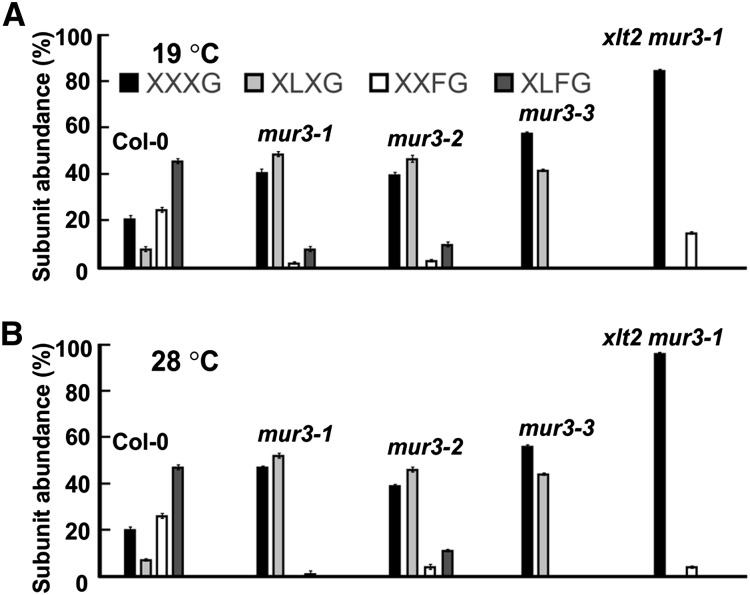 A
Subunit abundance (%)
100
80
60
40
20
0
19 °C
XXXG XLXG XXFG XLFG
Col-0
mur3-1
mur3-2
mur3-3
xlt2 mur3-1
B
Subunit abundance (%)
100
80
60
40
20
0
28 °C
Col-0
mur3-1
mur3-2
mur3-3
xlt2 mur3-1